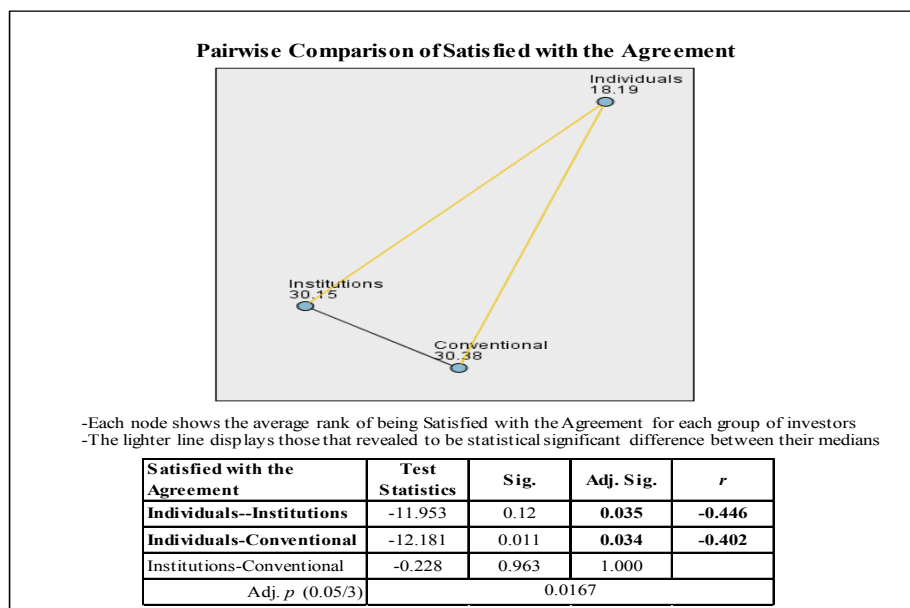 Pairwise Comparison of Satisfied with the Agreement
Individuals
18.19
Institutions
30.15
Conventional
30.38
-Each node shows the average rank of being Satisfied with the Agreement for each group of investors
-The lighter line displays those that revealed to be statistical significant difference between their medians
Satisfied with the Agreement Test Statistics Sig. Adj. Sig. r
Individuals--Institutions -11.953 0.12 0.035 -0.446
Individuals-Conventional -12.181 0.011 0.034 -0.402
Institutions-Conventional -0.228 0.963 1.000
Adj. p (0.05/3) 0.0167